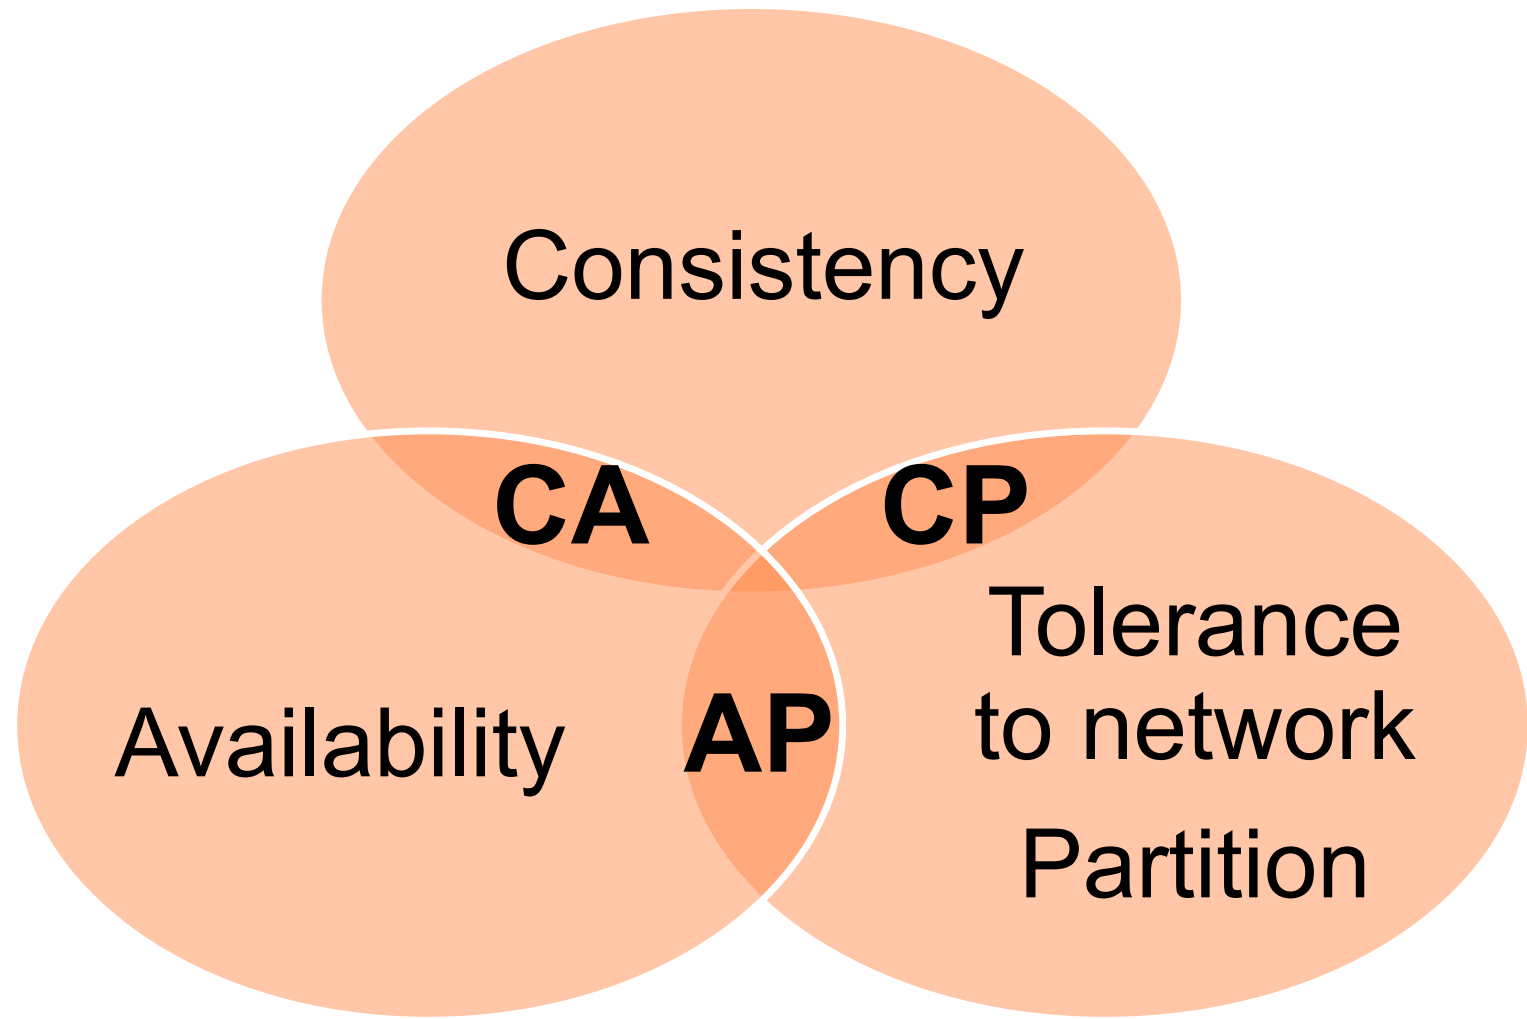 Consistency
CA
CP
Availability
AP
Tolerance
to network
Partition